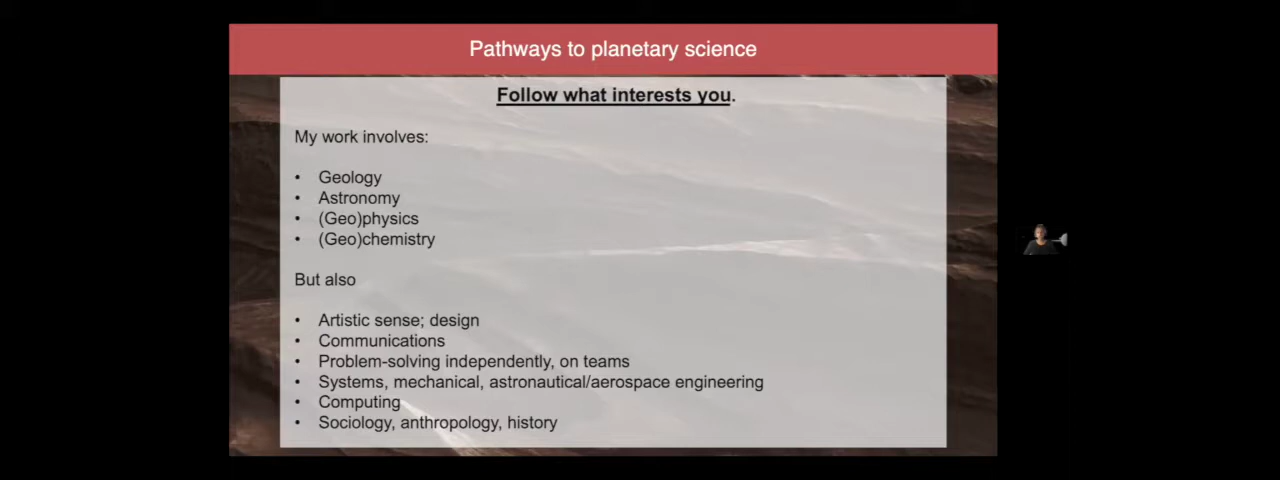 Pathways to planetary science
Follow what interests you.
My work involves:
• Geology
• Astronomy
• (Geo)physics
• (Geo)chemistry
But also
• Artistic sense; design
• Communications
• Problem-solving independently, on teams
• Systems, mechanical, astronautical/aerospace engineering
• Computing
• Sociology, anthropology, history